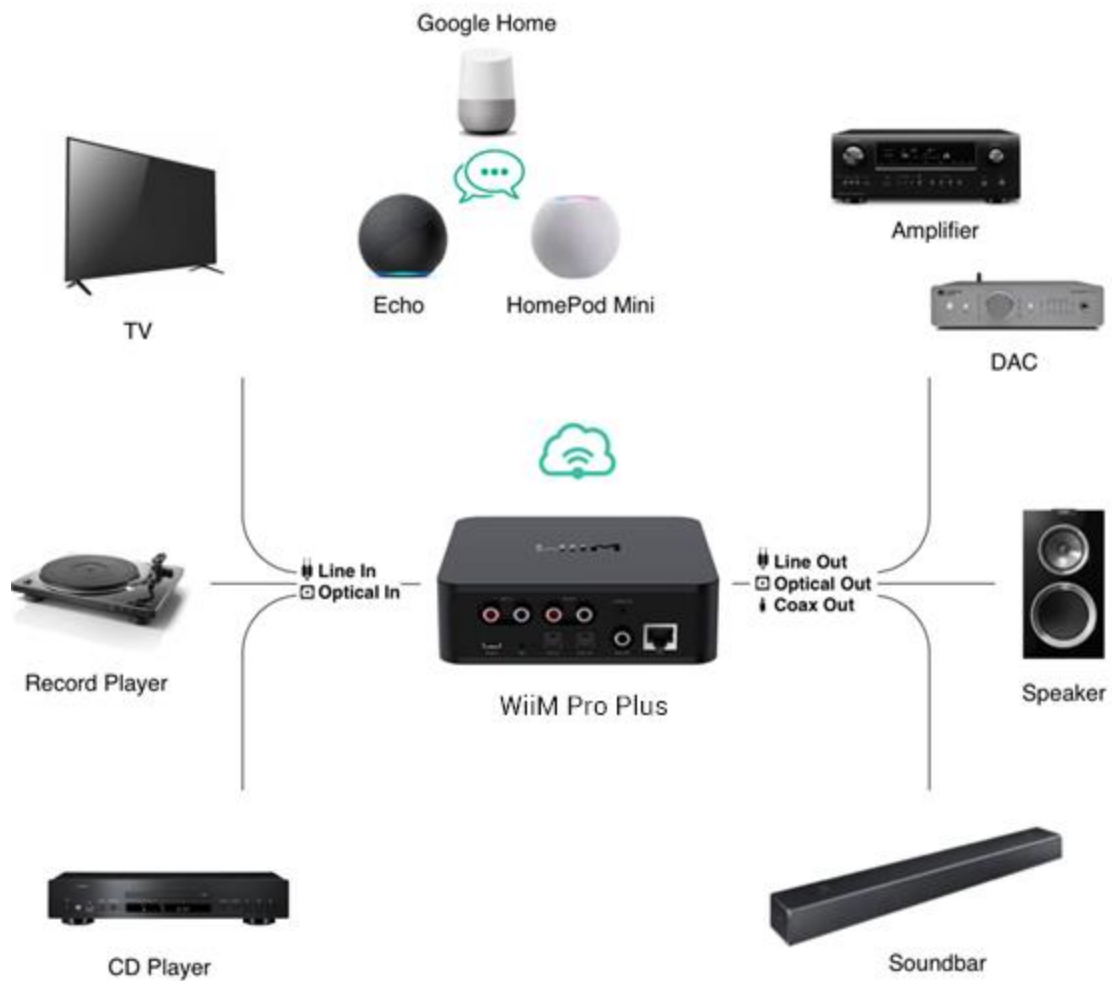 Google Home
TV
Echo
HomePod Mini
Amplifier
DAC
Line In
Optical In
Line Out
Optical Out
Coax Out
WiiM
Record Player
WiiM Pro Plus
Speaker
CD Player
Soundbar